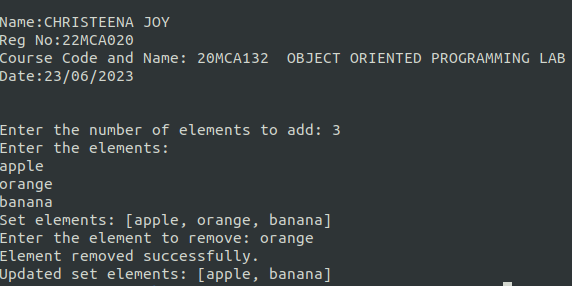 Name:CHRISTEENA JOY
Reg No:22MCA020
Course Code and Name: 20MCA132  OBJECT ORIENTED PROGRAMMING LAB
Date:23/06/2023
Enter the number of elements to add: 3
Enter the elements:
apple
orange
banana
Set elements: [apple, orange, banana]
Enter the element to remove: orange
Element removed successfully.
Updated set elements: [apple, banana]